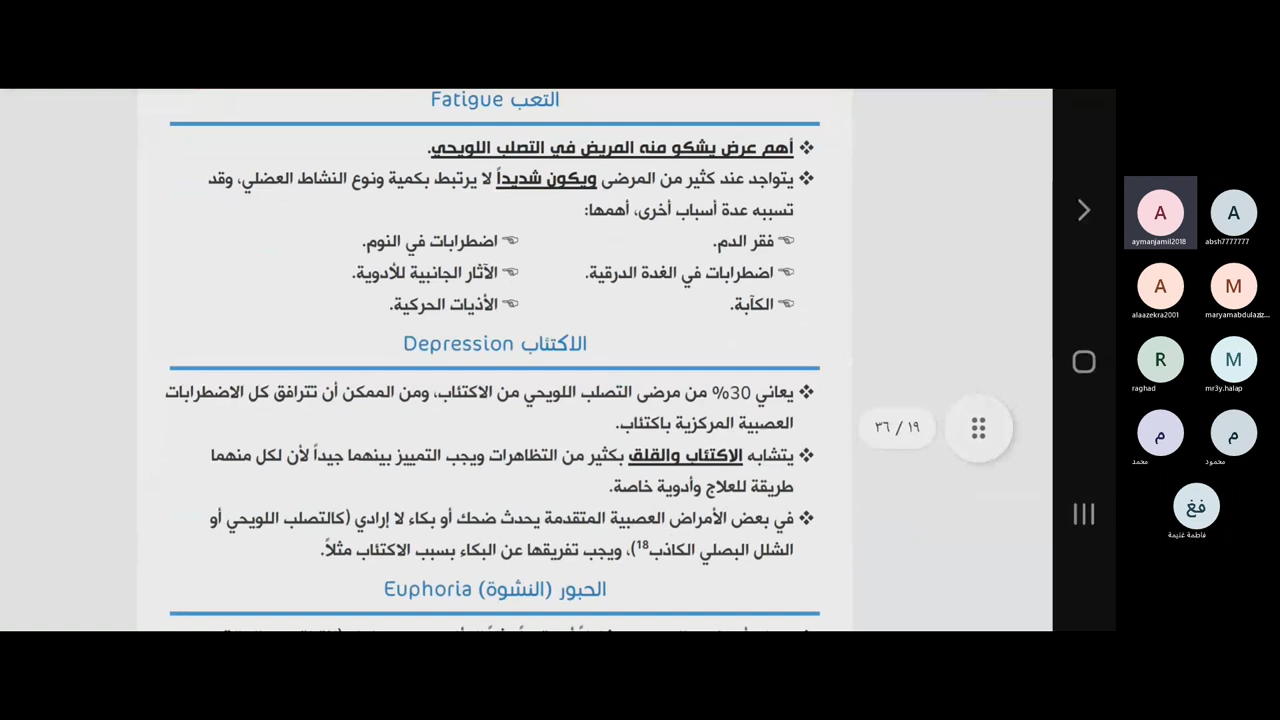 التعب Fatigue
❖ أهم عرض يشكو منه المريض في التصلب اللويحي.
❖ يتواجد عند كثير من المرضى ويكون شديداً لا يرتبط بكمية ونوع النشاط العضلي، وقد
تسببه عدة أسباب أخرى، أهمها:
فقر الدم.
اضطرابات في النوم.
اضطرابات في الغدة الدرقية.
الآثار الجانبية للأدوية.
الكآبة.
الأذيات الحركية.
الاكتئاب Depression
❖ يعاني 30% من مرضى التصلب اللويحي من الاكتئاب، ومن الممكن أن تترافق كل الاضطرابات
العصبية المركزية باكتئاب.
❖ يتشابه الاكتئاب والقلق بكثير من التظاهرات ويجب التمييز بينهما جيداً لأن لكل منهما
طريقة للعلاج وأدوية خاصة.
❖ في بعض الأمراض العصبية المتقدمة يحدث ضحك أو بكاء لا إرادي (كالتصلب اللويحي أو
الشلل البصلي الكاذب18)، ويجب تفريقها عن البكاء بسبب الاكتئاب مثلاً.
الحبور (النشوة) Euphoria
١٩ / ٣٦
A
aymanjamil2018
A
absh7777777
A
alaazekra2001
M
maryamabdulaziz...
R
raghad
M
mr3y.halap
م
محمد
م
محمود
فغ
فاطمة غنيمة